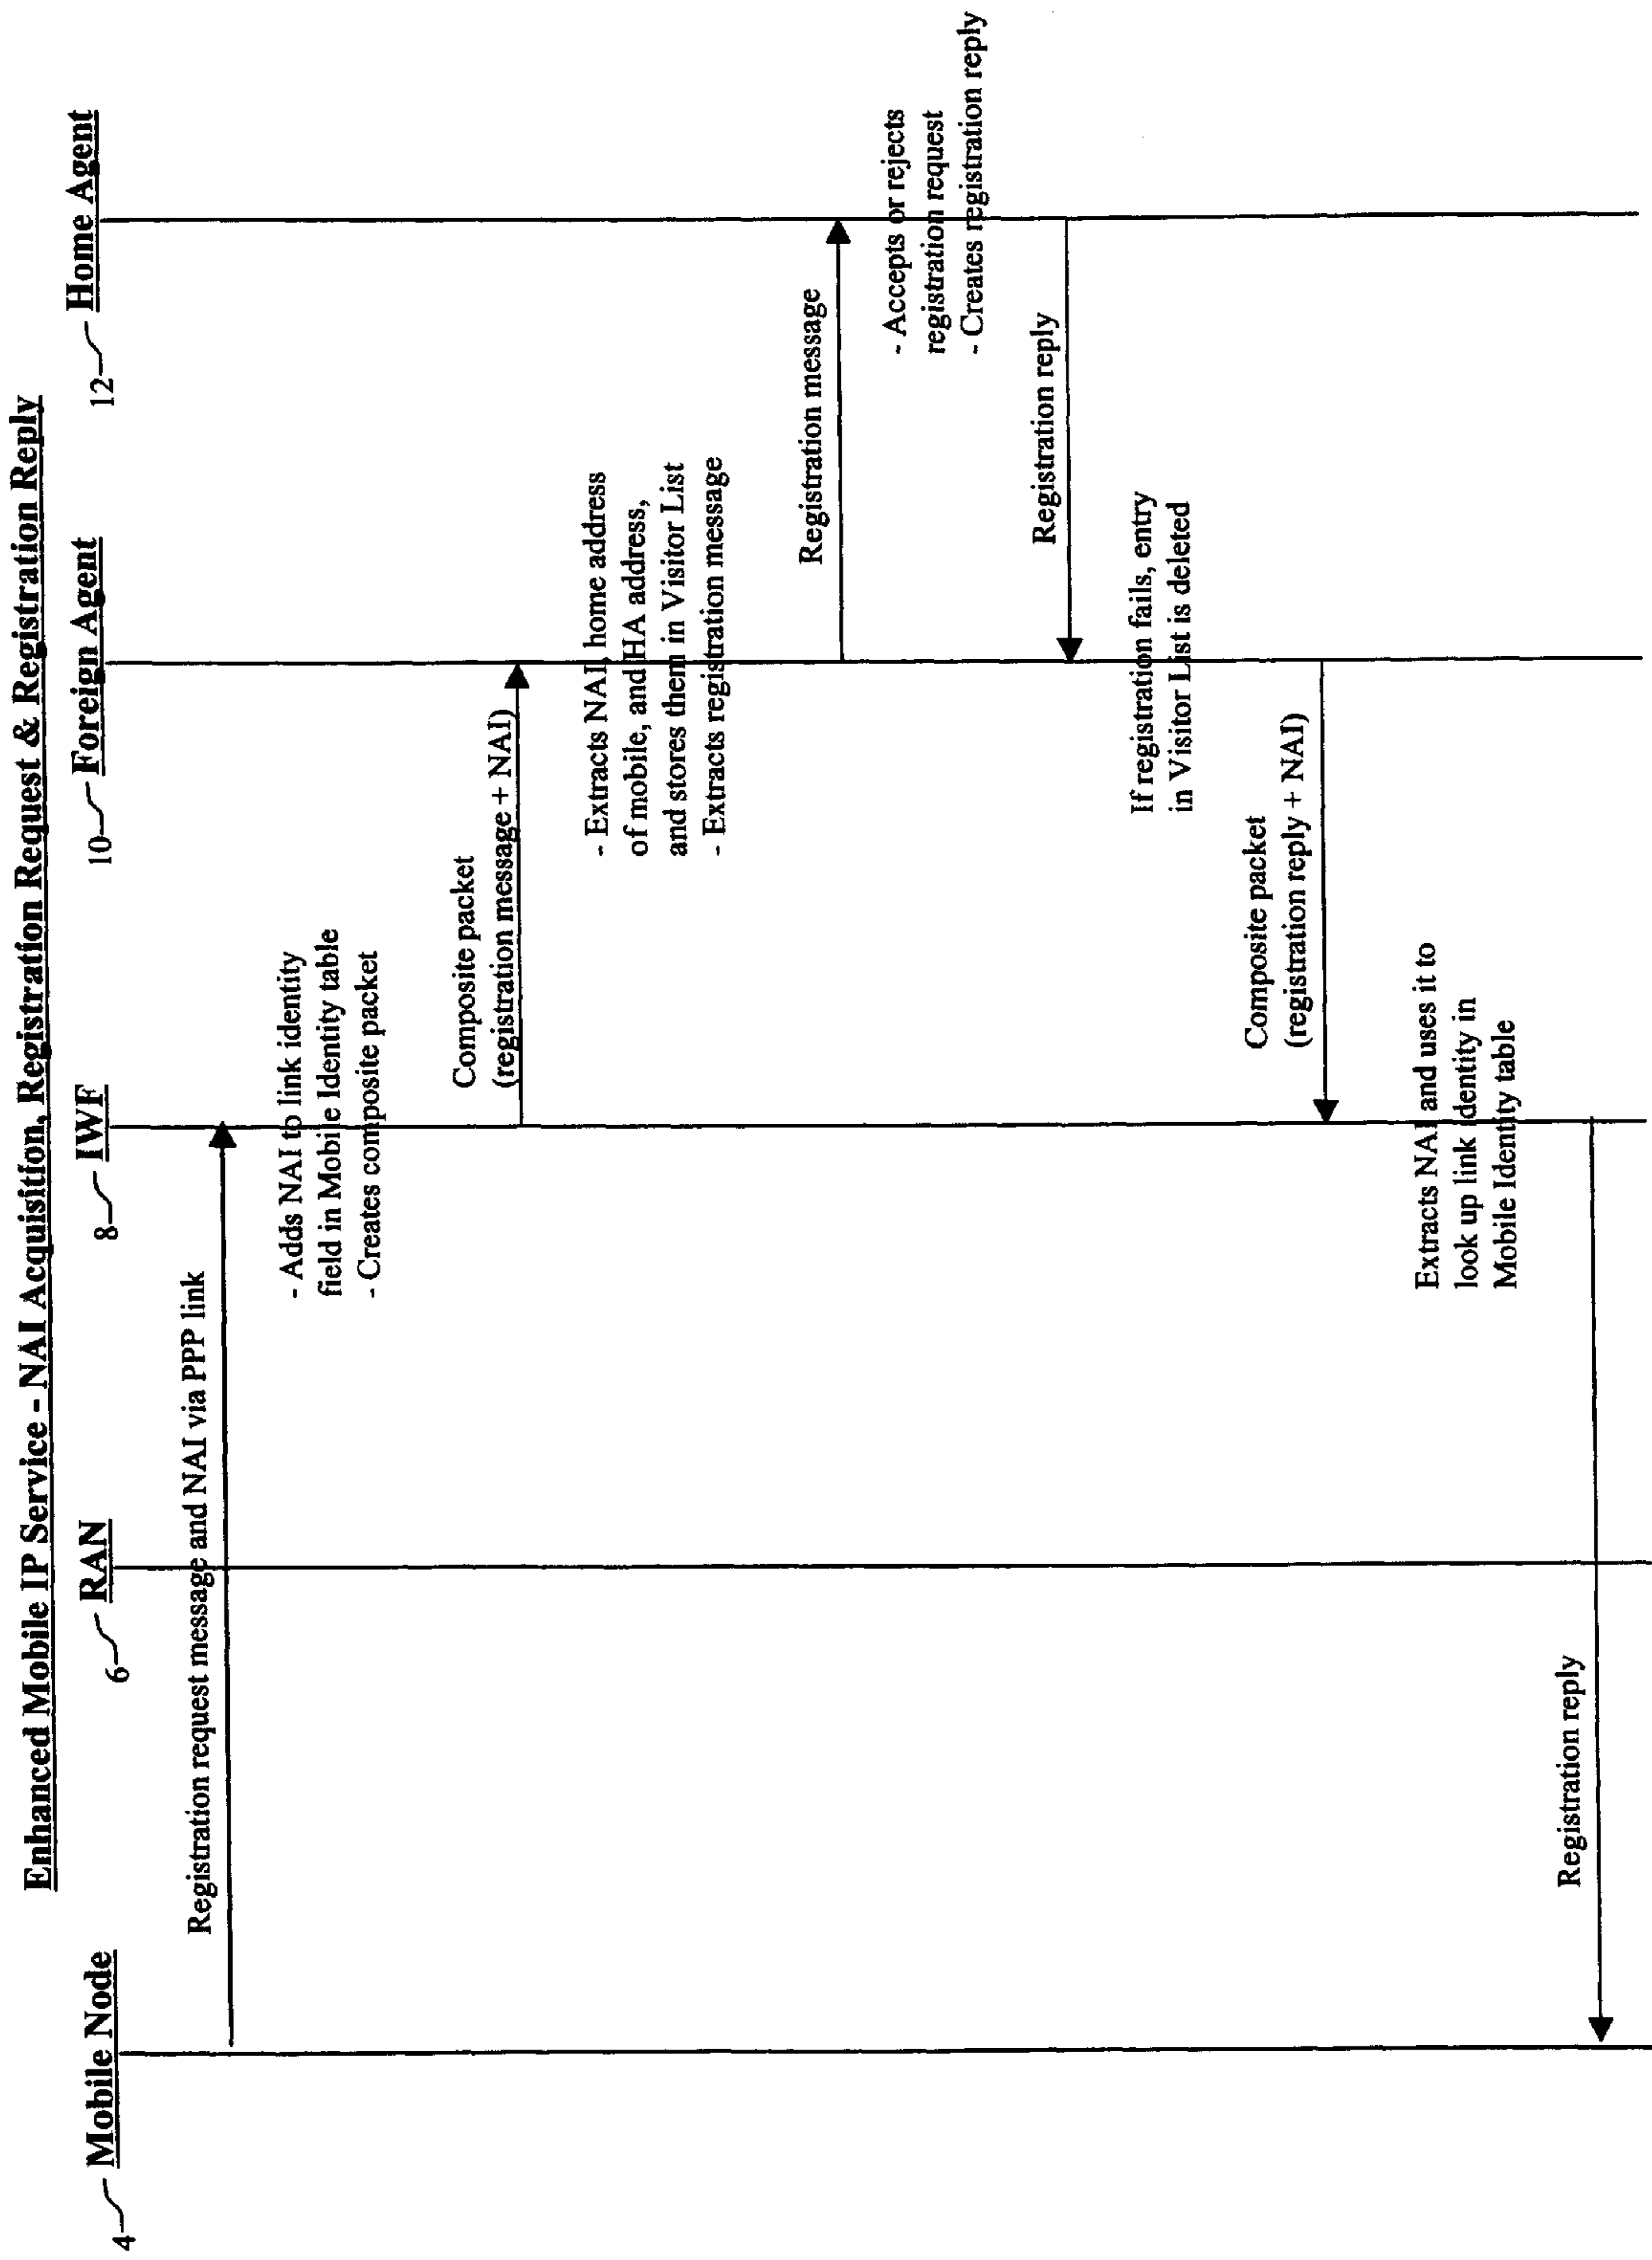 Enhanced Mobile IP Service - NAI Acquisition, Registration Request & Registration Reply
4 Mobile Node
6 RAN
8 IWF
10 Foreign Agent
12 Home Agent
Registration request message and NAI via PPP link
- Adds NAI to link identity
field in Mobile Identity table
- Creates composite packet
Composite packet
(registration message + NAI)
- Extracts NAI, home address
of mobile, and HA address,
and stores them in Visitor List
- Extracts registration message
Registration message
- Accepts or rejects
registration request
- Creates registration reply
Registration reply
If registration fails, entry
in Visitor List is deleted
Composite packet
(registration reply + NAI)
Extracts NAI and uses it to
look up link identity in
Mobile Identity table
Registration reply